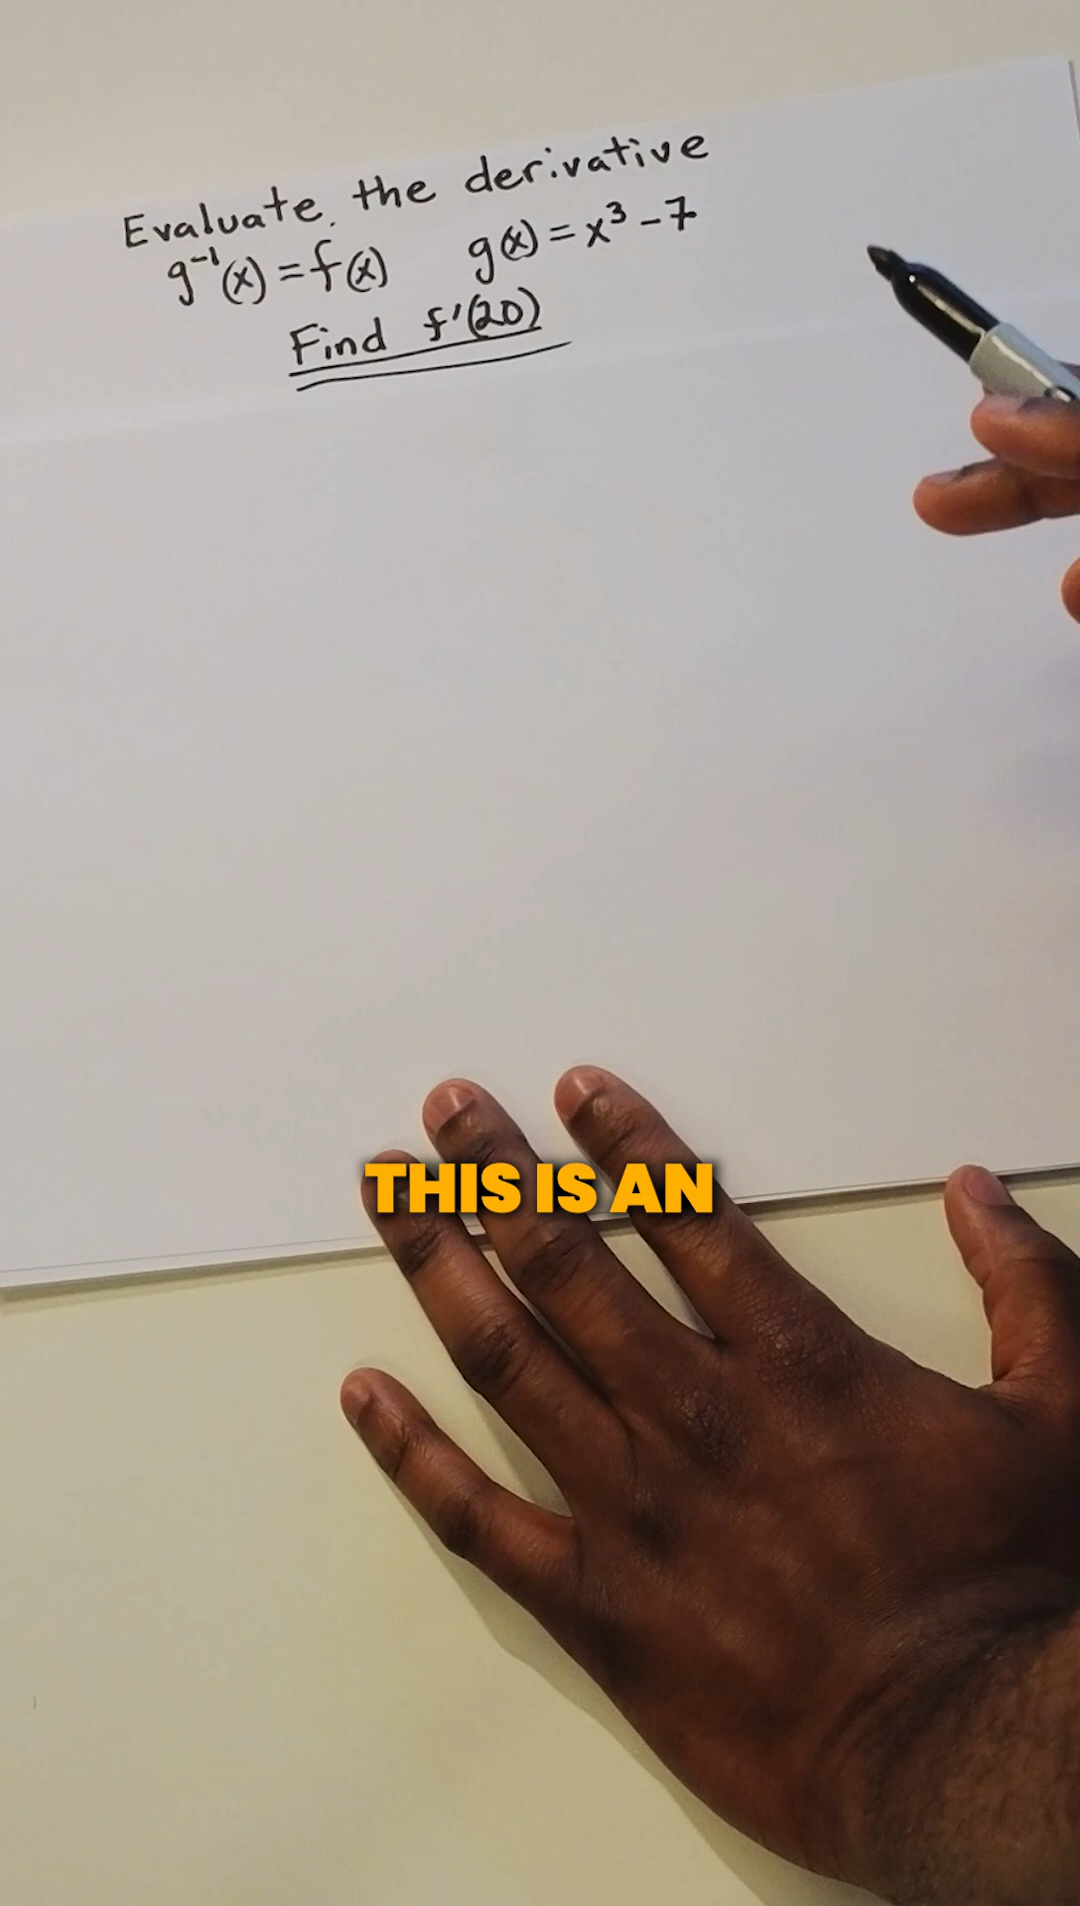 Evaluate the derivative
g⁻¹(x) = f(x) g(x) = x³ - 7
Find f'(20)
THIS IS AN